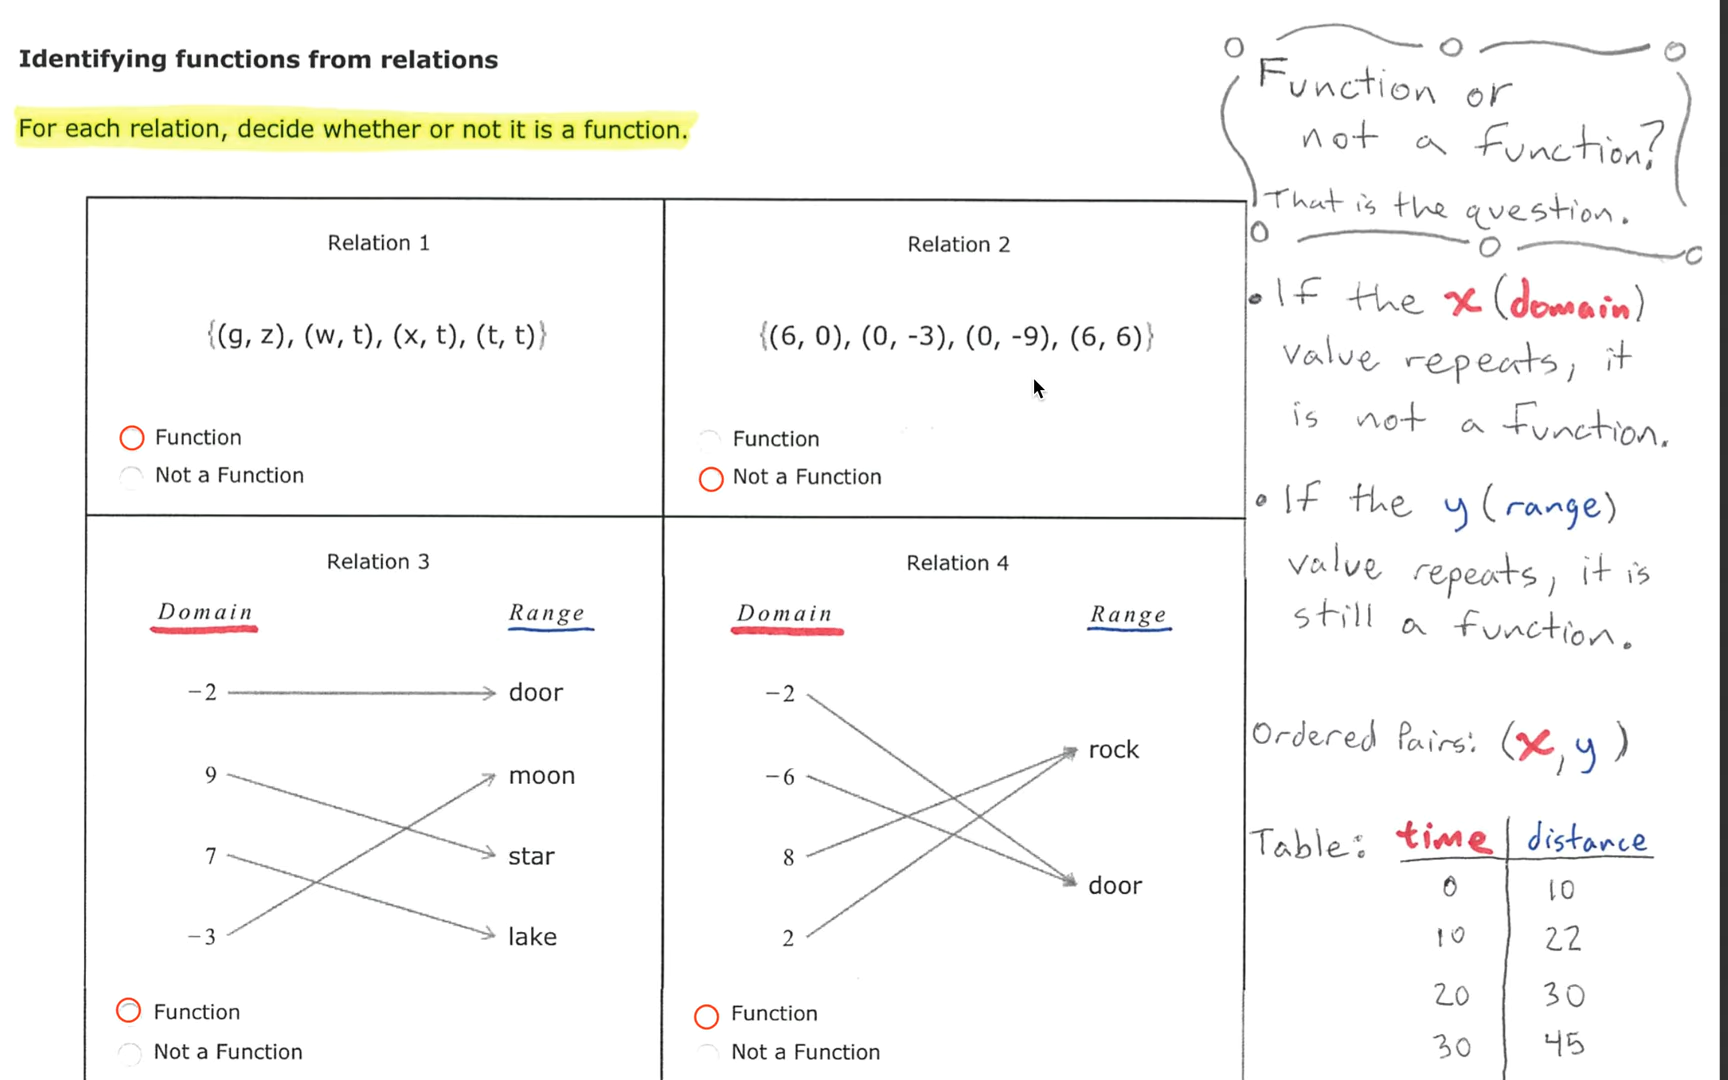 Identifying functions from relations
For each relation, decide whether or not it is a function.
Relation 1
{(g, z), (w, t), (x, t), (t, t)}
Function
Not a Function
Relation 2
{(6, 0), (0, -3), (0, -9), (6, 6)}
Function
Not a Function
Relation 3
Domain Range
-2 door
9 moon
7 star
-3 lake
Function
Not a Function
Relation 4
Domain Range
-2
rock
-6
8
door
2
Function
Not a Function
Function or
not a function?
That is the question.
• If the x (domain)
value repeats, it
is not a function.
• If the y (range)
value repeats, it is
still a function.
Ordered Pairs: (x, y)
Table: time distance
0 10
10 22
20 30
30 45